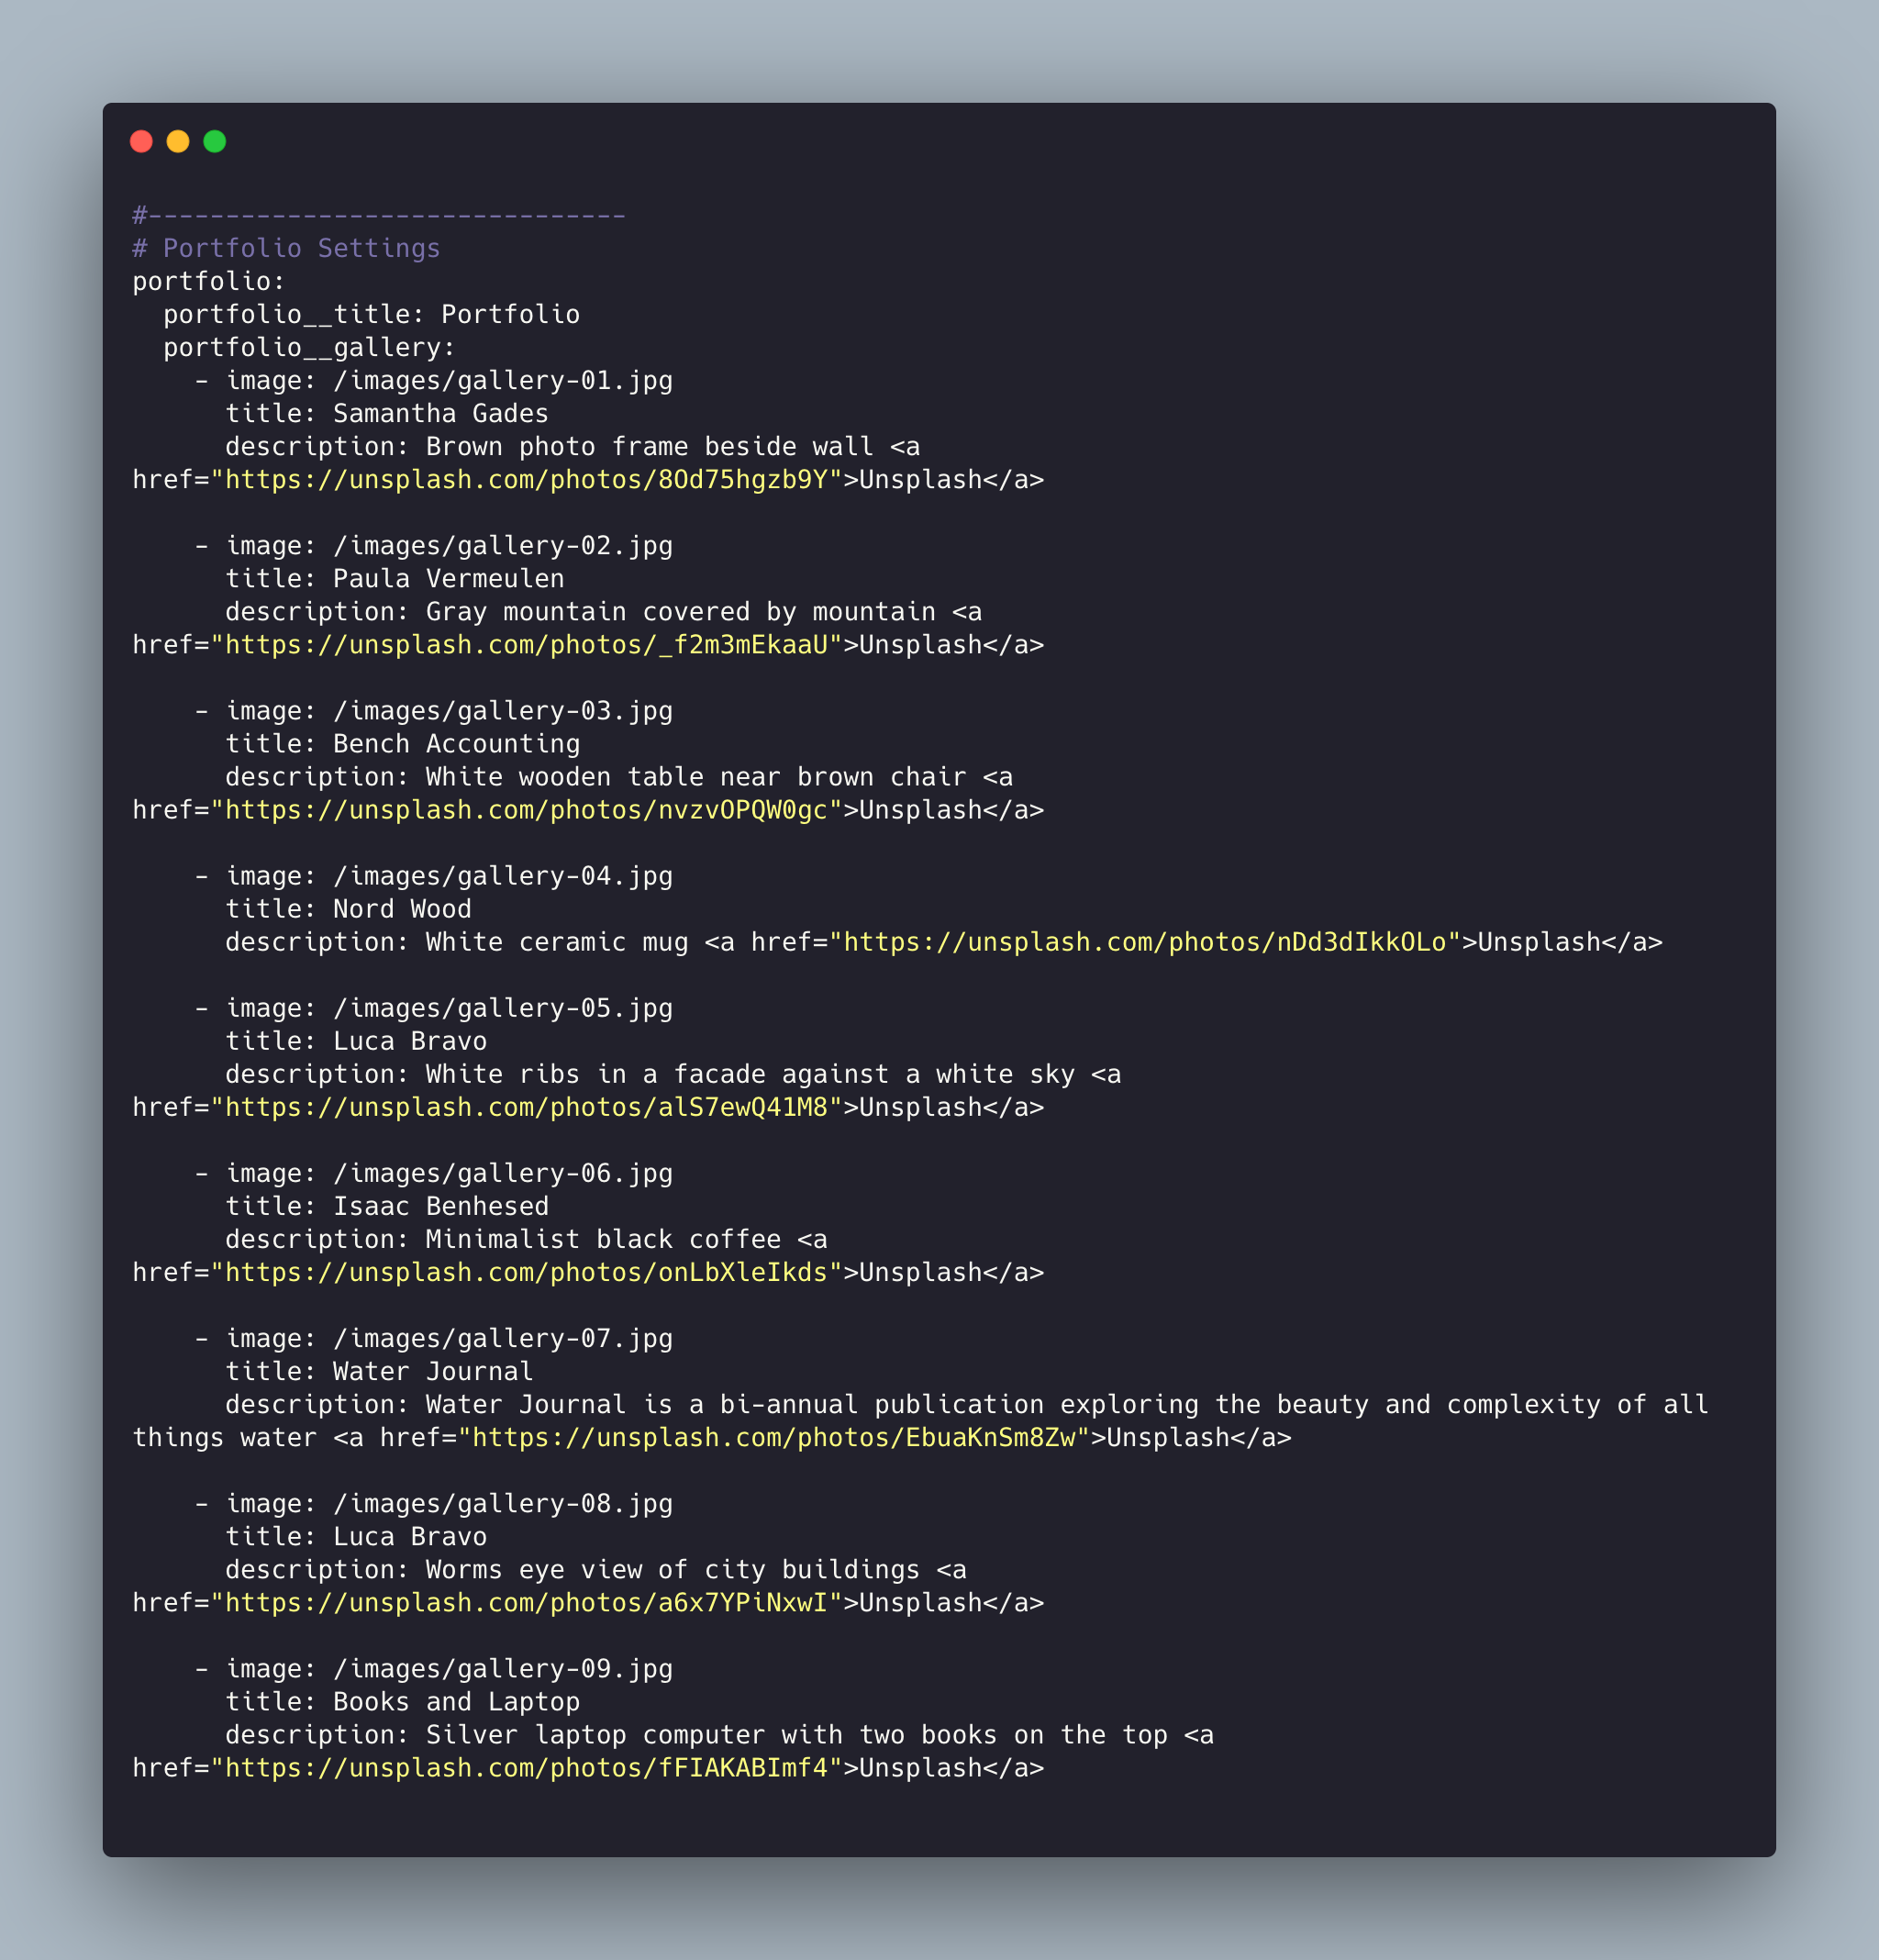 #-------------------------------
# Portfolio Settings
portfolio:
  portfolio__title: Portfolio
  portfolio__gallery:
    - image: /images/gallery-01.jpg
      title: Samantha Gades
      description: Brown photo frame beside wall <a
href="https://unsplash.com/photos/8Od75hgzb9Y">Unsplash</a>

    - image: /images/gallery-02.jpg
      title: Paula Vermeulen
      description: Gray mountain covered by mountain <a
href="https://unsplash.com/photos/_f2m3mEkaaU">Unsplash</a>

    - image: /images/gallery-03.jpg
      title: Bench Accounting
      description: White wooden table near brown chair <a
href="https://unsplash.com/photos/nvzvOPQW0gc">Unsplash</a>

    - image: /images/gallery-04.jpg
      title: Nord Wood
      description: White ceramic mug <a href="https://unsplash.com/photos/nDd3dIkkOLo">Unsplash</a>

    - image: /images/gallery-05.jpg
      title: Luca Bravo
      description: White ribs in a facade against a white sky <a
href="https://unsplash.com/photos/alS7ewQ41M8">Unsplash</a>

    - image: /images/gallery-06.jpg
      title: Isaac Benhesed
      description: Minimalist black coffee <a
href="https://unsplash.com/photos/onLbXleIkds">Unsplash</a>

    - image: /images/gallery-07.jpg
      title: Water Journal
      description: Water Journal is a bi-annual publication exploring the beauty and complexity of all
things water <a href="https://unsplash.com/photos/EbuaKnSm8Zw">Unsplash</a>

    - image: /images/gallery-08.jpg
      title: Luca Bravo
      description: Worms eye view of city buildings <a
href="https://unsplash.com/photos/a6x7YPiNxwI">Unsplash</a>

    - image: /images/gallery-09.jpg
      title: Books and Laptop
      description: Silver laptop computer with two books on the top <a
href="https://unsplash.com/photos/fFIAKABImf4">Unsplash</a>